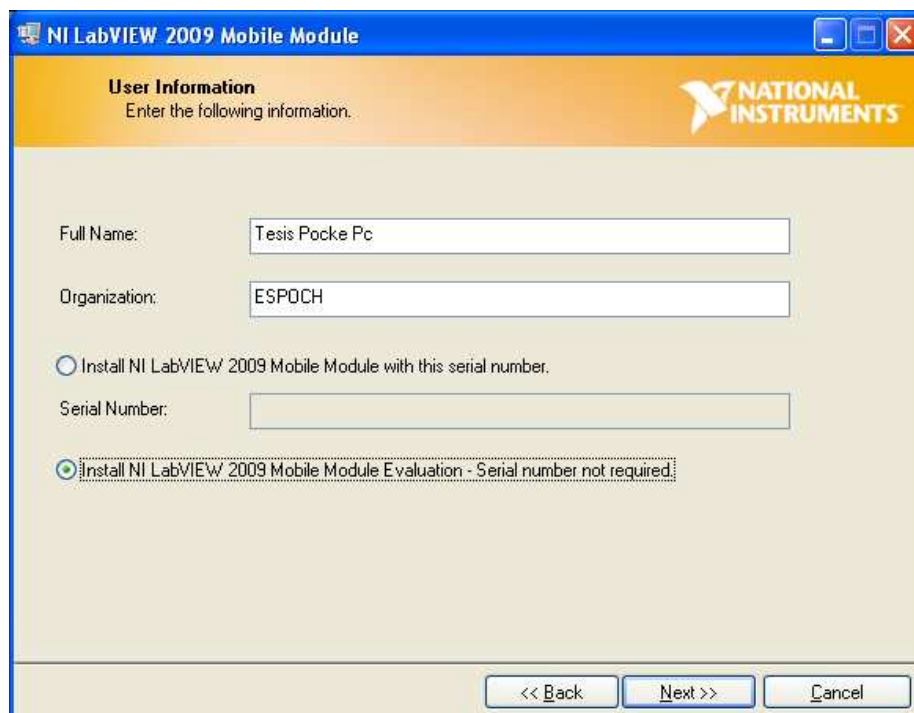 NI LabVIEW 2009 Mobile Module
User Information
Enter the following information.
NATIONAL
INSTRUMENTS
Full Name:
Tesis Pocke Pc
Organization:
ESPOCH
Install NI LabVIEW 2009 Mobile Module with this serial number.
Serial Number:
Install NI LabVIEW 2009 Mobile Module Evaluation - Serial number not required.
<< Back
Next >>
Cancel